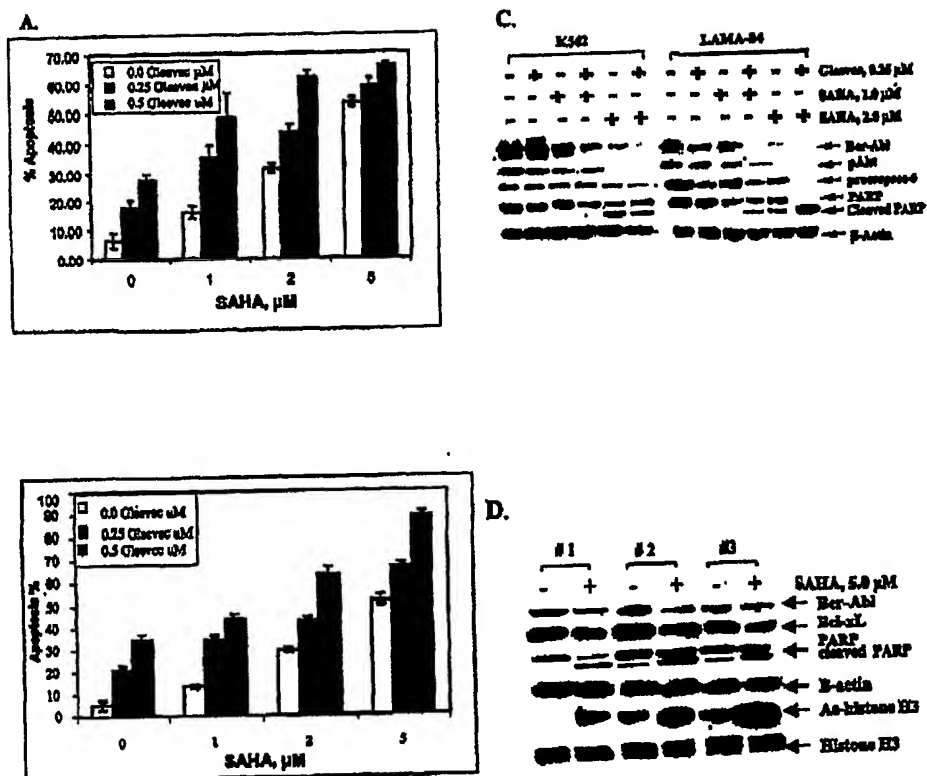 A.
70.00
60.00
50.00
40.00
30.00
20.00
10.00
0.00
% Apoptosis
0.0 Gleevec µM
0.25 Gleevec µM
0.5 Gleevec uM
0 1 2 5
SAHA, µM
C.
K562 LAMA-84
- + - + - + - + - + - + Gleevec, 0.25 µM
- - + + - - - - + + - - SAHA, 1.0 µM
- - - - + + - - - - + + SAHA, 2.0 µM
Bcr-Abl
pAkt
PARP
Cleaved PARP
β-Actin
100
90
80
70
60
50
40
30
20
10
0
Apoptosis %
0.0 Gleevec uM
0.25 Gleevec uM
0.5 Gleevec uM
0 1 2 5
SAHA, µM
D.
#1 #2 #3
- + - + - + SAHA, 5.0 µM
Bcr-Abl
Bcl-xL
PARP
cleaved PARP
B-actin
Ac-histone H3
Histone H3